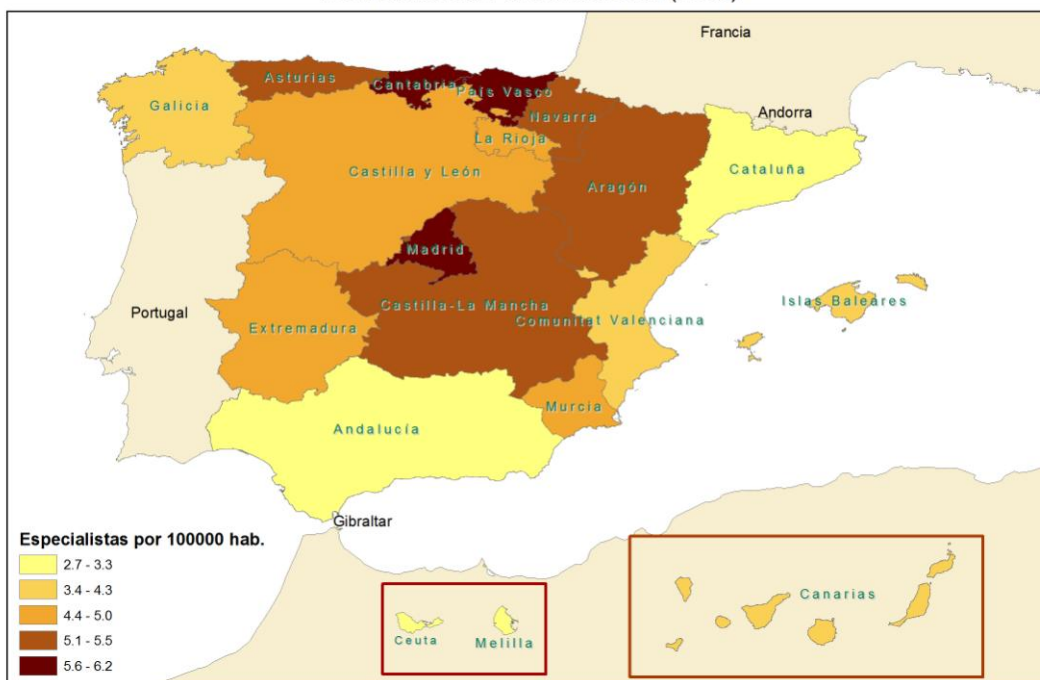 Francia
Asturias
Cantabria
País Vasco
Galicia
Navarra
Andorra
La Rioja
Castilla y León
Cataluña
Aragón
Madrid
Islas Baleares
Castilla-La Mancha
Portugal
Comunitat Valenciana
Extremadura
Murcia
Andalucía
Gibraltar
Especialistas por 100000 hab.
2.7 - 3.3
3.4 - 4.3
4.4 - 5.0
5.1 - 5.5
5.6 - 6.2
Ceuta
Melilla
Canarias